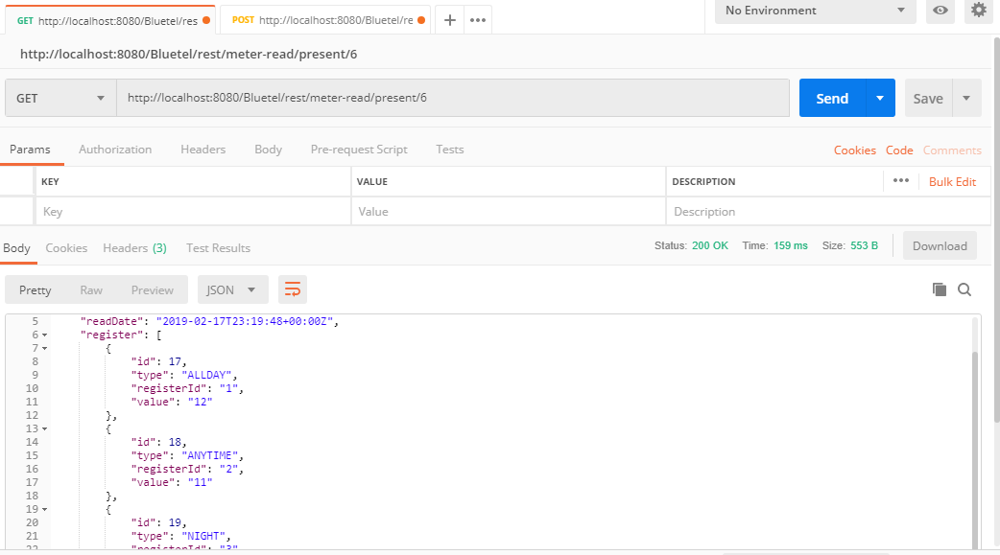 GET http://localhost:8080/Bluetel/res POST http://localhost:8080/Bluetel/re + ••• No Environment
http://localhost:8080/Bluetel/rest/meter-read/present/6
GET http://localhost:8080/Bluetel/rest/meter-read/present/6 Send Save
Params Authorization Headers Body Pre-request Script Tests Cookies Code Comments
KEY VALUE DESCRIPTION ••• Bulk Edit
Key Value Description
Body Cookies Headers (3) Test Results Status: 200 OK Time: 159 ms Size: 553 B Download
Pretty Raw Preview JSON
5 "readDate": "2019-02-17T23:19:48+00:00Z",
6 "register": [
7 {
8 "id": 17,
9 "type": "ALLDAY",
10 "registerId": "1",
11 "value": "12"
12 },
13 {
14 "id": 18,
15 "type": "ANYTIME",
16 "registerId": "2",
17 "value": "11"
18 },
19 {
20 "id": 19,
21 "type": "NIGHT",
22 "registerId": "3",